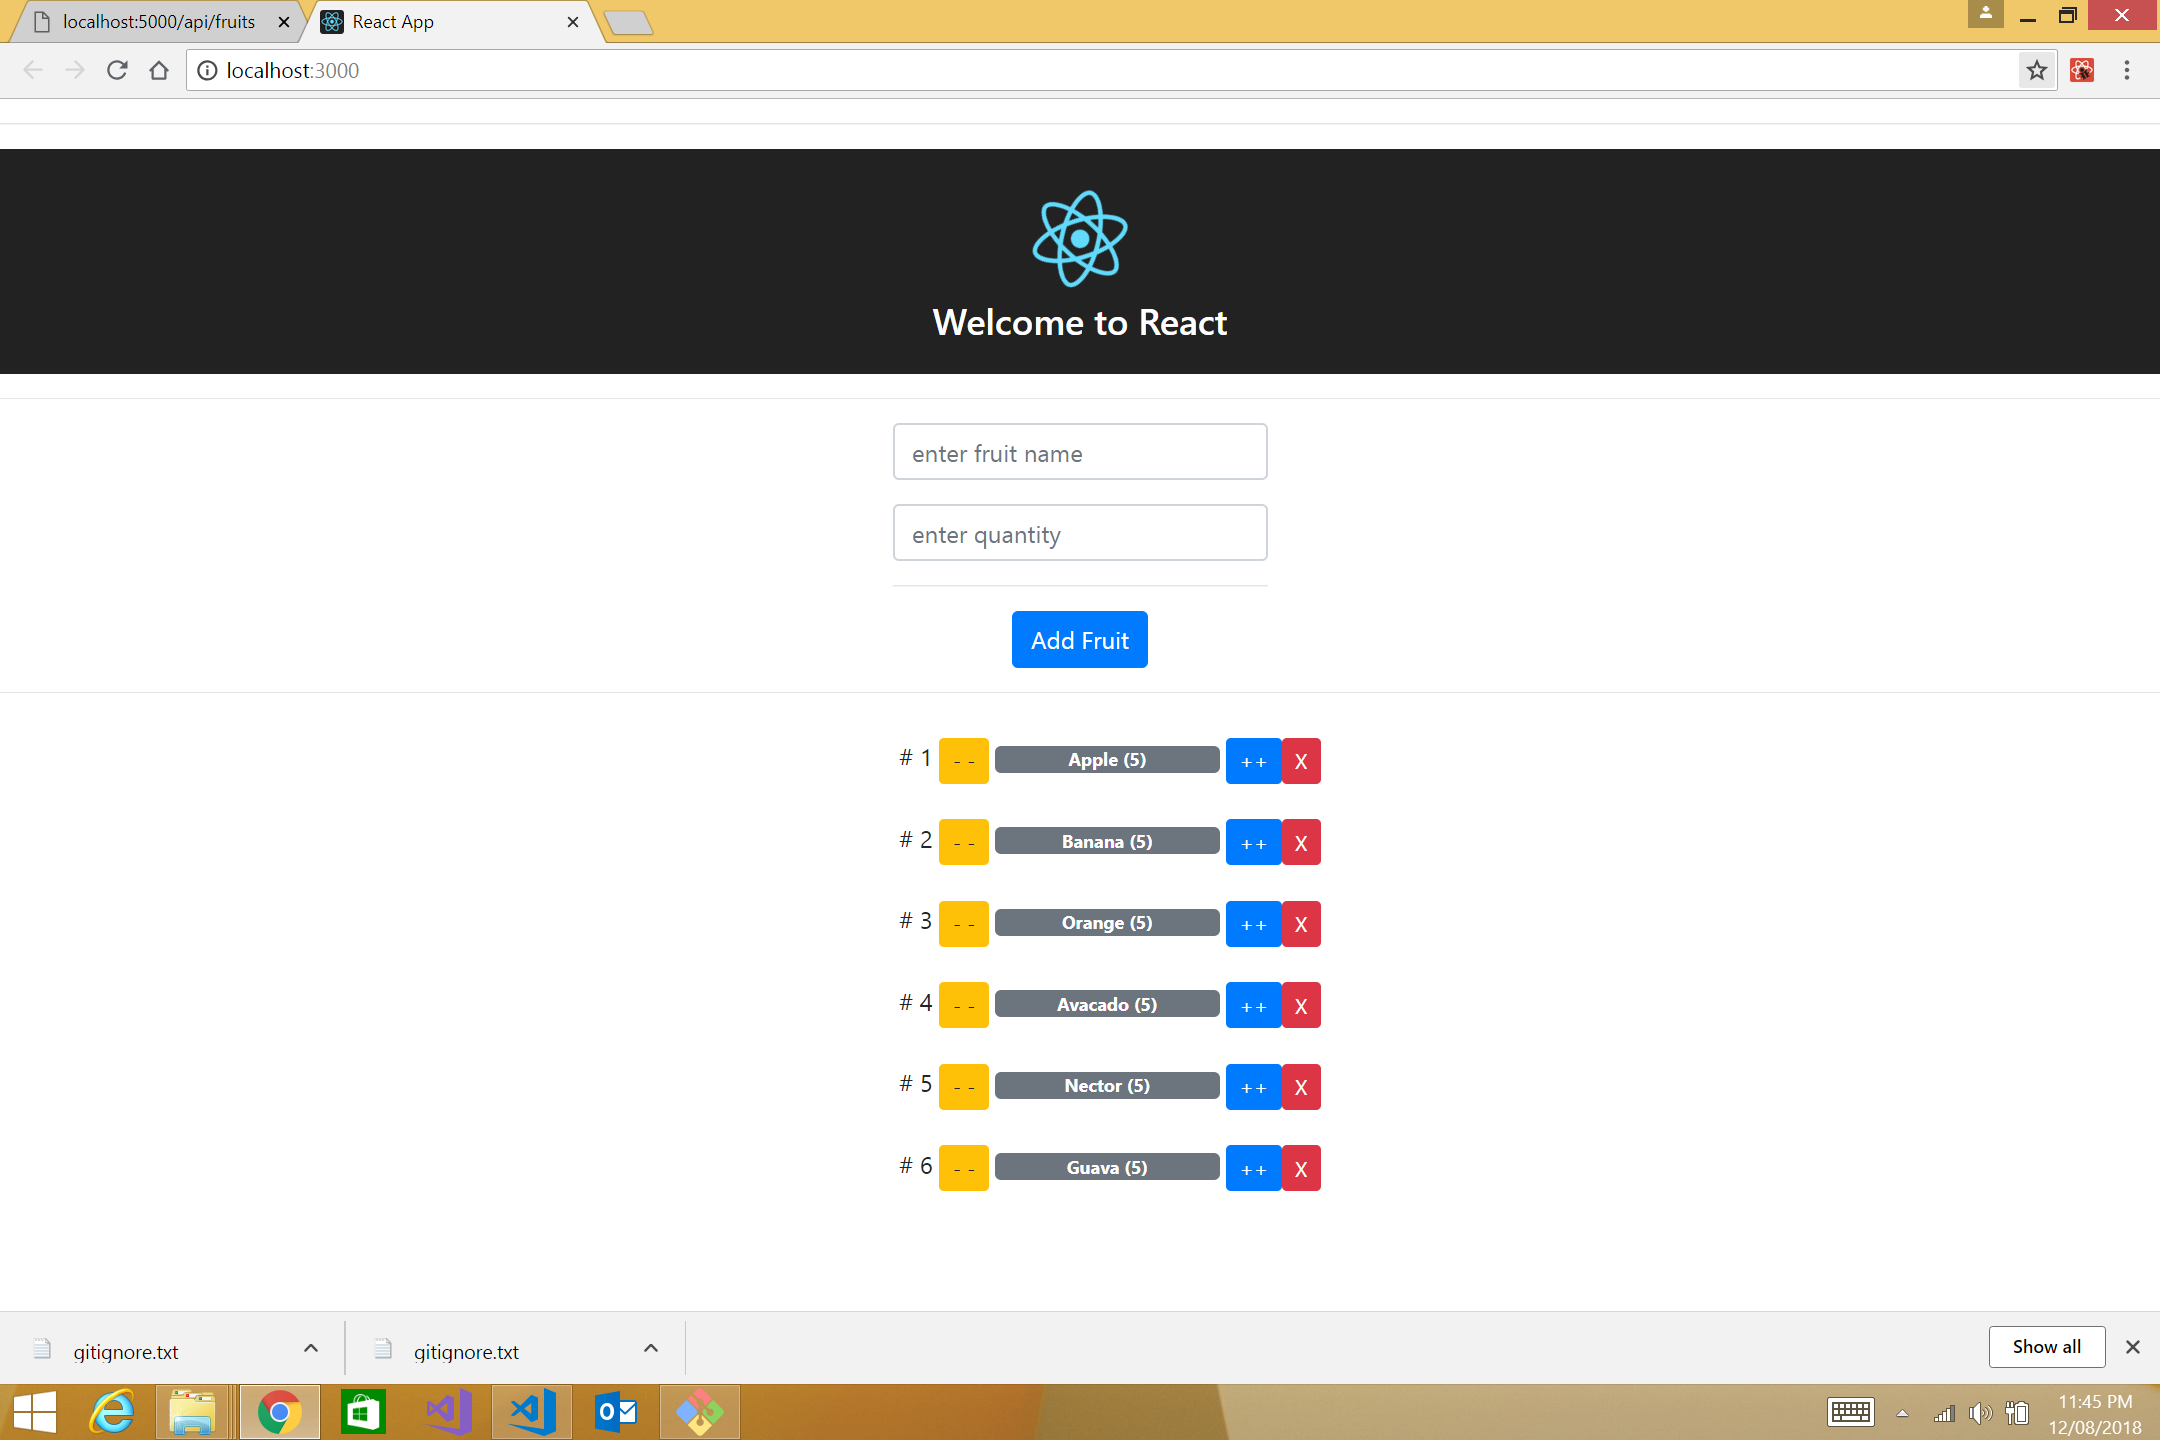 localhost:5000/api/fruits
React App
localhost:3000
Welcome to React
enter fruit name
enter quantity
Add Fruit
# 1 - - Apple (5) ++ X
# 2 - - Banana (5) ++ X
# 3 - - Orange (5) ++ X
# 4 - - Avacado (5) ++ X
# 5 - - Nector (5) ++ X
# 6 - - Guava (5) ++ X
gitignore.txt
gitignore.txt
Show all
11:45 PM
12/08/2018